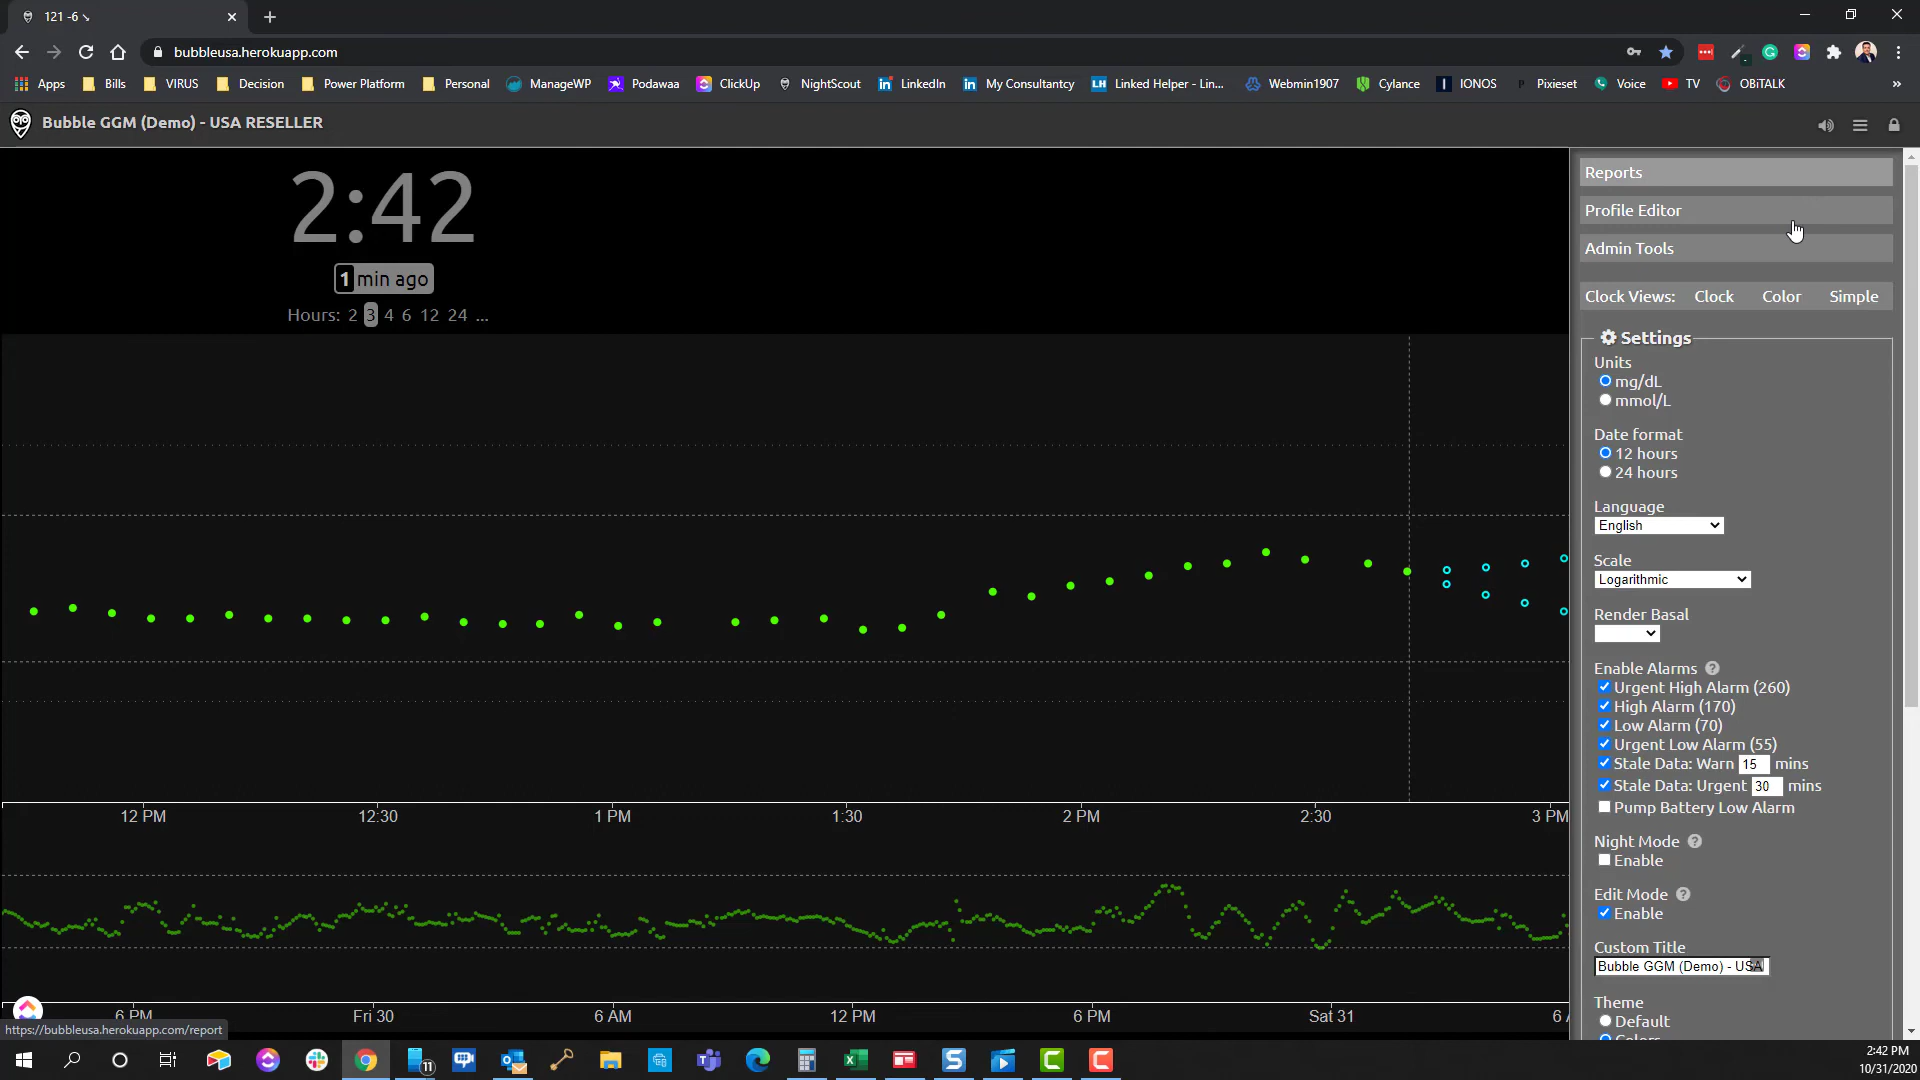 121 -6 ↘
bubbleusa.herokuapp.com
Apps Bills VIRUS Decision Power Platform Personal ManageWP Podawaa ClickUp NightScout LinkedIn My Consultantcy Linked Helper - Lin... Webmin1907 Cylance IONOS Pixieset Voice TV OBiTALK »
Bubble GGM (Demo) - USA RESELLER
2:42
1 min ago
Hours: 2 3 4 6 12 24 ...
12 PM 12:30 1 PM 1:30 2 PM 2:30 3 PM
6 PM Fri 30 6 AM 12 PM 6 PM Sat 31 6
https://bubbleusa.herokuapp.com/report
Reports
Profile Editor
Admin Tools
Clock Views: Clock Color Simple
Settings
Units
mg/dL
mmol/L
Date format
12 hours
24 hours
Language
English
Scale
Logarithmic
Render Basal
Enable Alarms ?
Urgent High Alarm (260)
High Alarm (170)
Low Alarm (70)
Urgent Low Alarm (55)
Stale Data: Warn 15 mins
Stale Data: Urgent 30 mins
Pump Battery Low Alarm
Night Mode ?
Enable
Edit Mode ?
Enable
Custom Title
Bubble GGM (Demo) - USA
Theme
Default
Colors
11
2:42 PM
10/31/2020